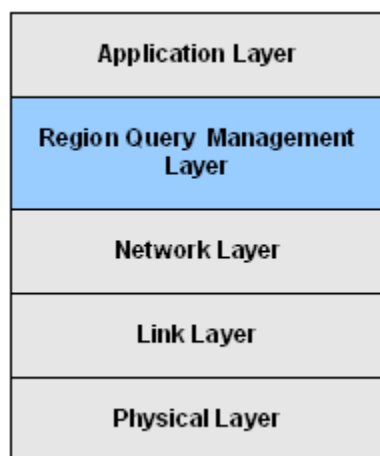 Application Layer
Region Query Management
Layer
Network Layer
Link Layer
Physical Layer